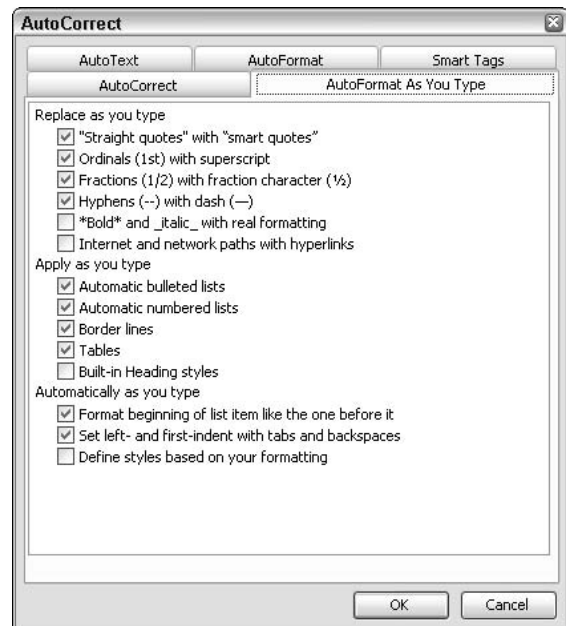 AutoCorrect
AutoText AutoFormat Smart Tags
AutoCorrect AutoFormat As You Type
Replace as you type
"Straight quotes" with “smart quotes”
Ordinals (1st) with superscript
Fractions (1/2) with fraction character (½)
Hyphens (--) with dash (—)
*Bold* and _italic_ with real formatting
Internet and network paths with hyperlinks
Apply as you type
Automatic bulleted lists
Automatic numbered lists
Border lines
Tables
Built-in Heading styles
Automatically as you type
Format beginning of list item like the one before it
Set left- and first-indent with tabs and backspaces
Define styles based on your formatting
OK Cancel